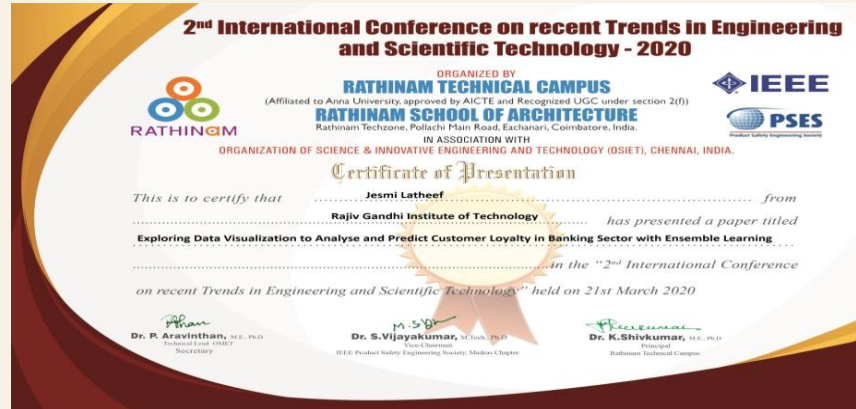 2nd International Conference on recent Trends in Engineering
and Scientific Technology - 2020
ORGANIZED BY
RATHINAM TECHNICAL CAMPUS
(Affiliated to Anna University, approved by AICTE and Recognized UGC under section 2(f))
RATHINAM SCHOOL OF ARCHITECTURE
Rathinam Techzone, Pollachi Main Road, Eachanari, Coimbatore, India.
IN ASSOCIATION WITH
ORGANIZATION OF SCIENCE & INNOVATIVE ENGINEERING AND TECHNOLOGY (OSIET), CHENNAI, INDIA.
RATHINAM
IEEE
PSES
Product Safety Engineering Society
Certificate of Presentation
This is to certify that Jesmi Latheef from
Rajiv Gandhi Institute of Technology has presented a paper titled
Exploring Data Visualization to Analyse and Predict Customer Loyalty in Banking Sector with Ensemble Learning
in the "2nd International Conference
on recent Trends in Engineering and Scientific Technology" held on 21st March 2020
Dr. P. Aravinthan, M.E., Ph.D
Technical Lead OSIET
Secretary
Dr. S.Vijayakumar, M.Tech., Ph.D
Vice-Chairman
IEEE Product Safety Engineering Society, Madras Chapter
Dr. K.Shivkumar, M.E., Ph.D
Principal
Rathinam Technical Campus